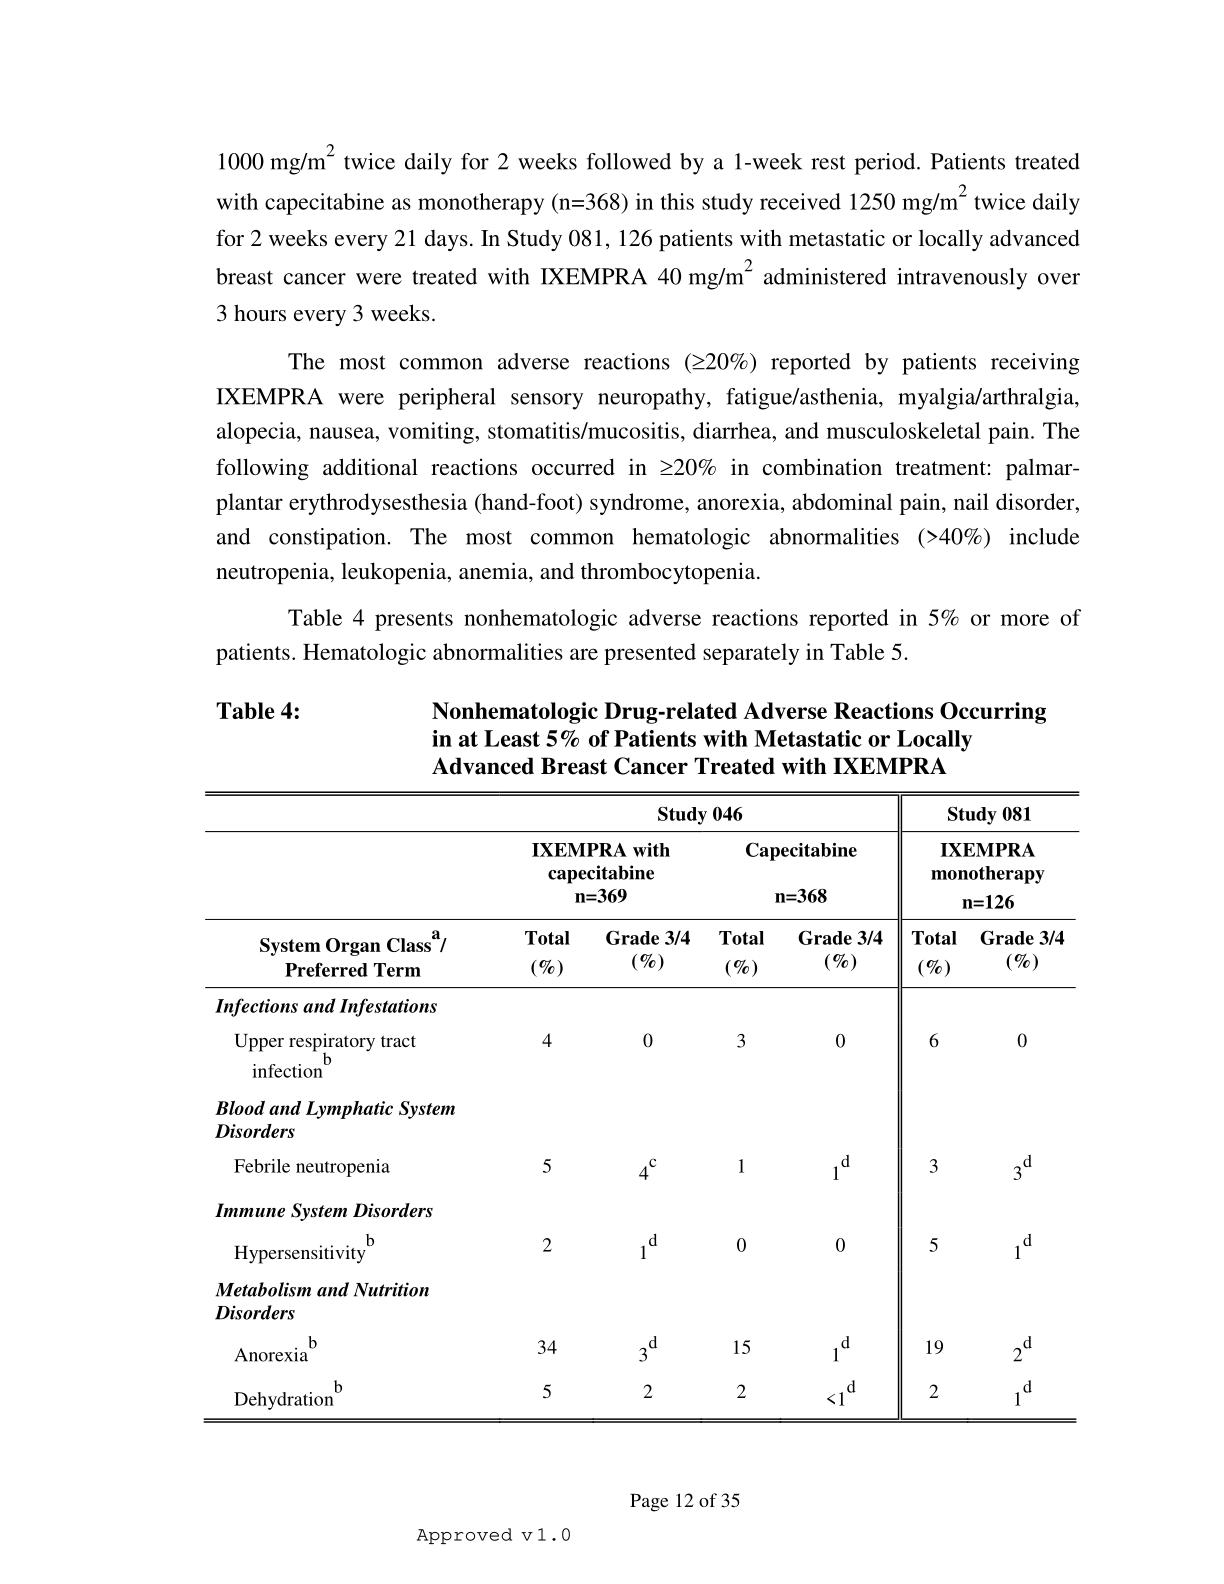 1000 mg/m2 twice daily for 2 weeks followed by a 1-week rest period. Patients treated
with capecitabine as monotherapy (n=368) in this study received 1250 mg/m2 twice daily
for 2 weeks every 21 days. In Study 081, 126 patients with metastatic or locally advanced
breast cancer were treated with IXEMPRA 40 mg/m2 administered intravenously over
3 hours every 3 weeks.
The most common adverse reactions (≥20%) reported by patients receiving
IXEMPRA were peripheral sensory neuropathy, fatigue/asthenia, myalgia/arthralgia,
alopecia, nausea, vomiting, stomatitis/mucositis, diarrhea, and musculoskeletal pain. The
following additional reactions occurred in ≥20% in combination treatment: palmar-
plantar erythrodysesthesia (hand-foot) syndrome, anorexia, abdominal pain, nail disorder,
and constipation. The most common hematologic abnormalities (>40%) include
neutropenia, leukopenia, anemia, and thrombocytopenia.
Table 4 presents nonhematologic adverse reactions reported in 5% or more of
patients. Hematologic abnormalities are presented separately in Table 5.
Table 4: Nonhematologic Drug-related Adverse Reactions Occurring
in at Least 5% of Patients with Metastatic or Locally
Advanced Breast Cancer Treated with IXEMPRA
Study 046 Study 081
IXEMPRA with Capecitabine IXEMPRA
capecitabine monotherapy
n=369 n=368 n=126
System Organ Class a/ Total Grade 3/4 Total Grade 3/4 Total Grade 3/4
Preferred Term (%) (%) (%) (%) (%) (%)
Infections and Infestations
Upper respiratory tract 4 0 3 0 6 0
infection b
Blood and Lymphatic System
Disorders
Febrile neutropenia 5 4c 1 1d 3 3d
Immune System Disorders
Hypersensitivity b 2 1d 0 0 5 1d
Metabolism and Nutrition
Disorders
Anorexia b 34 3d 15 1d 19 2d
Dehydration b 5 2 2 <1d 2 1d
Page 12 of 35
Approved v1.0